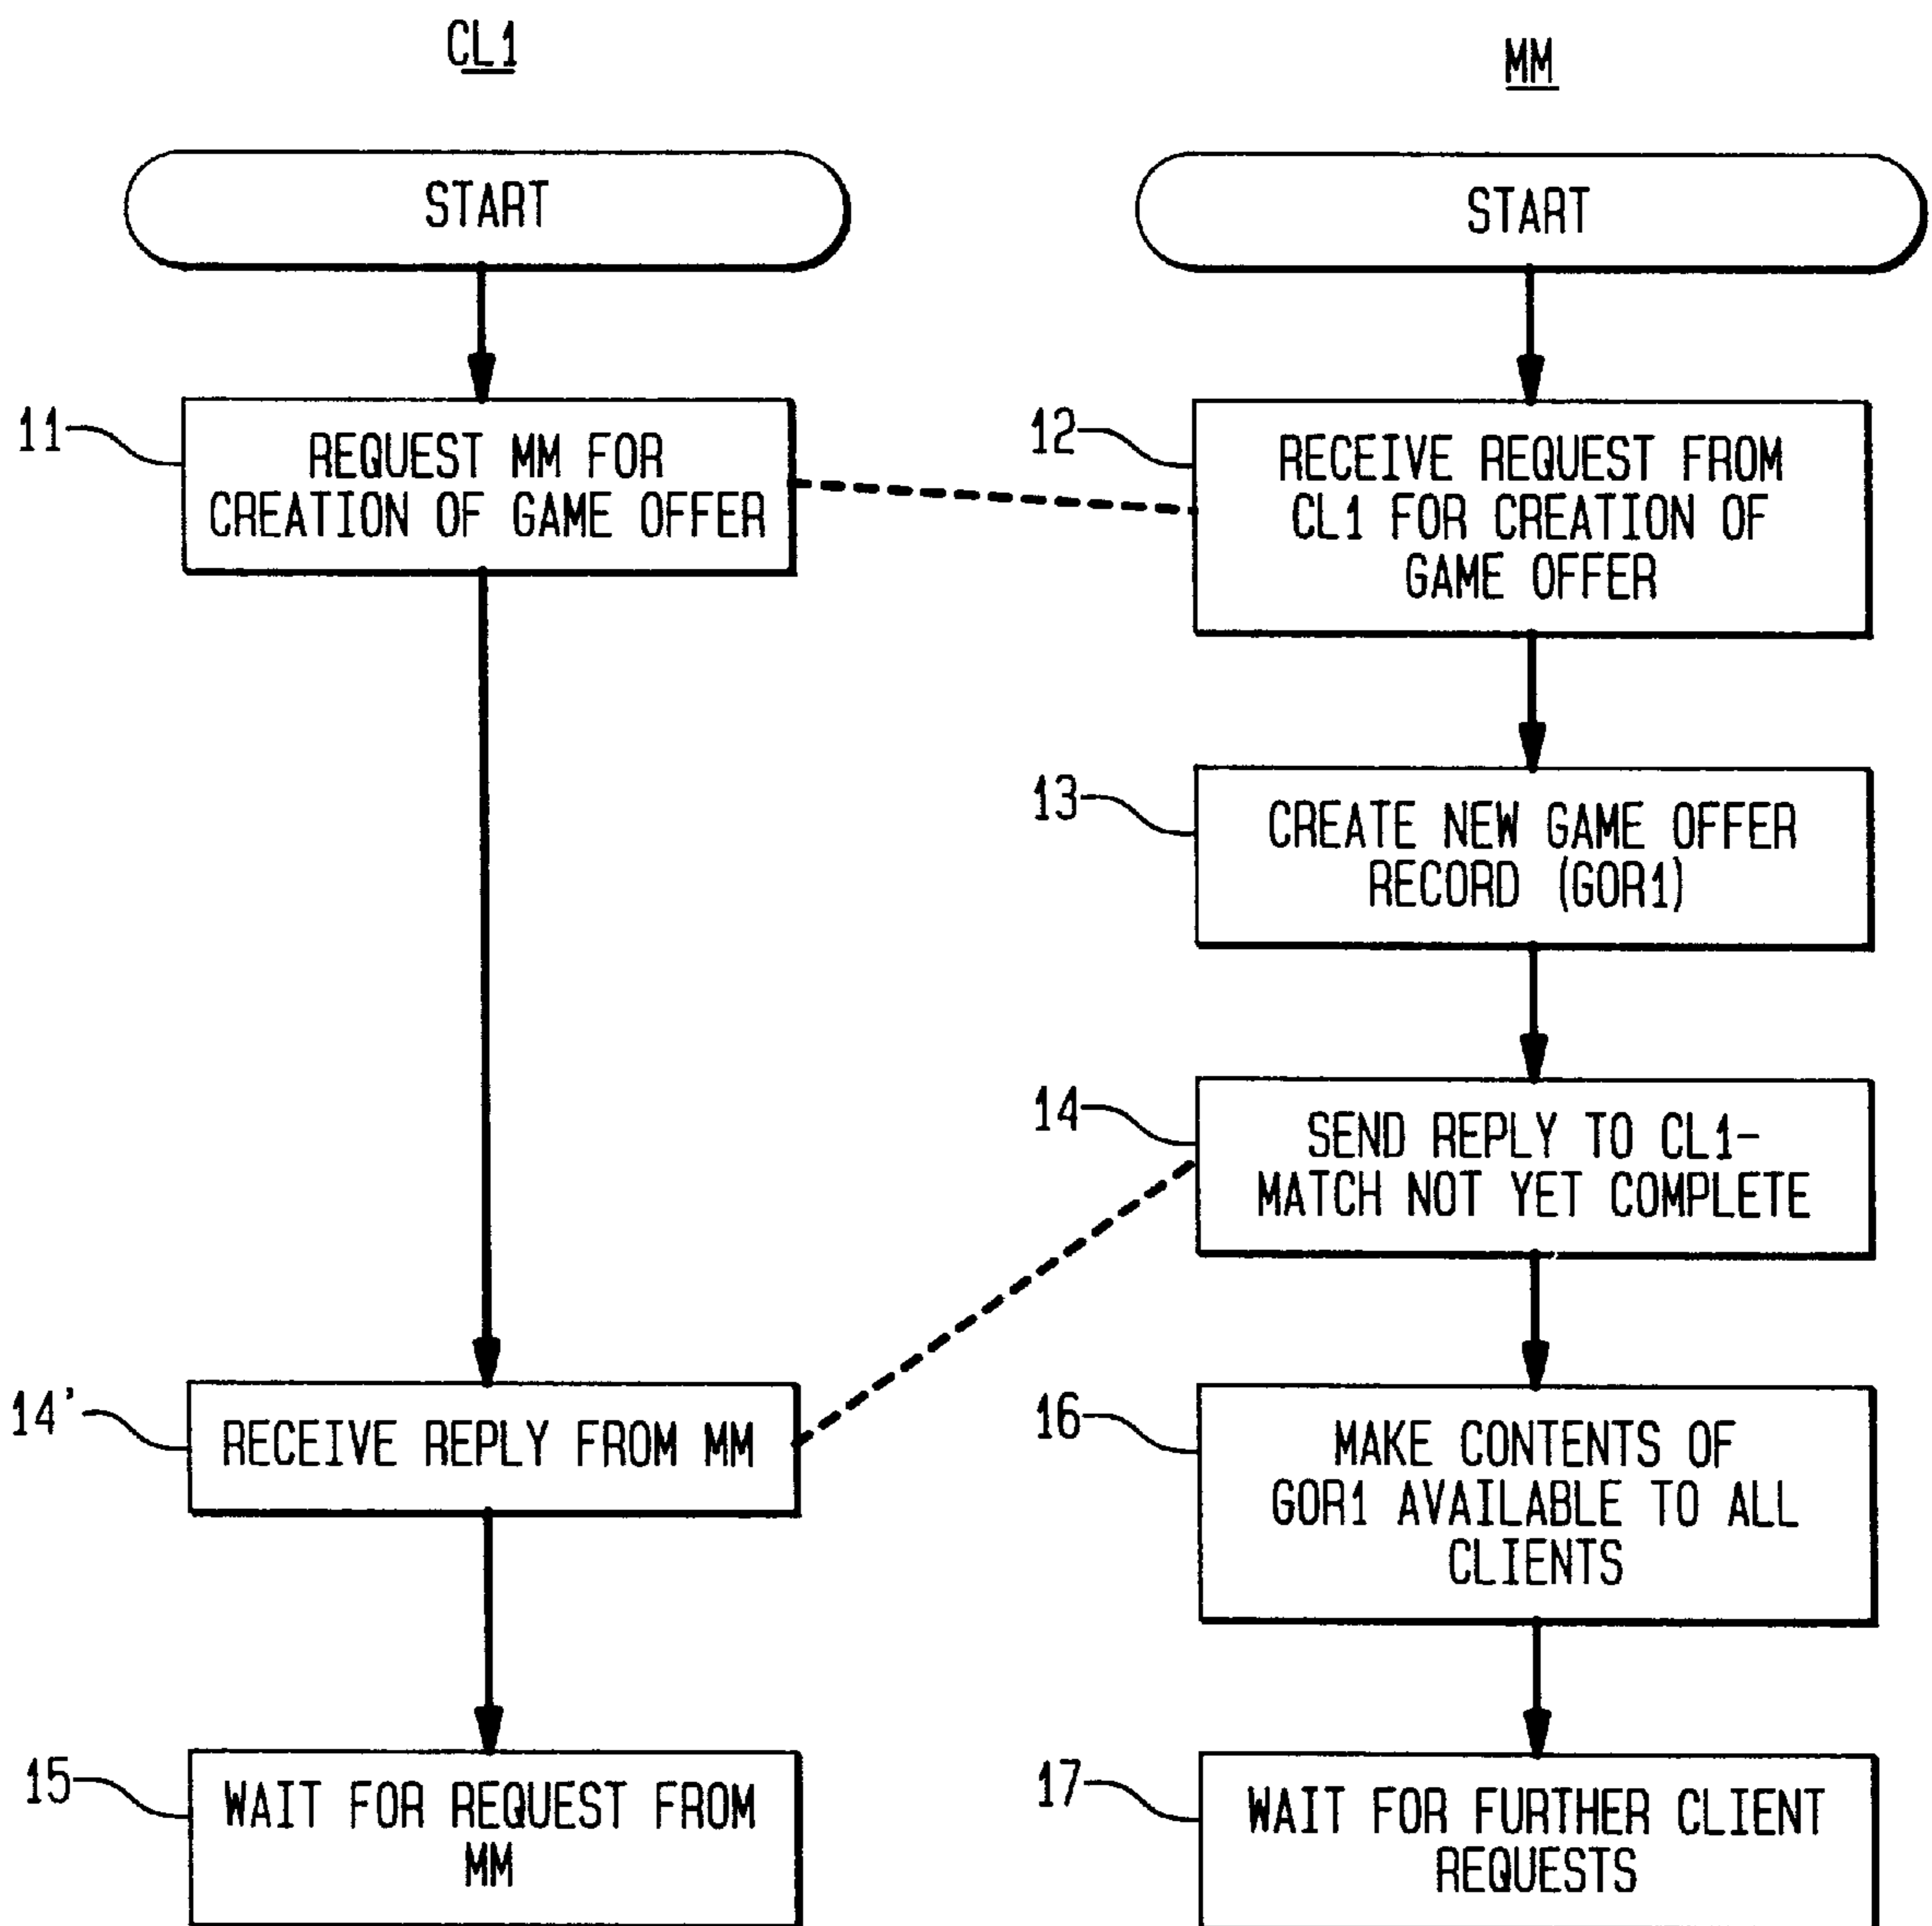 CL1
START
11
REQUEST MM FOR
CREATION OF GAME OFFER
14'
RECEIVE REPLY FROM MM
15
WAIT FOR REQUEST FROM
MM
MM
START
12
RECEIVE REQUEST FROM
CL1 FOR CREATION OF
GAME OFFER
13
CREATE NEW GAME OFFER
RECORD (GOR1)
14
SEND REPLY TO CL1-
MATCH NOT YET COMPLETE
16
MAKE CONTENTS OF
GOR1 AVAILABLE TO ALL
CLIENTS
17
WAIT FOR FURTHER CLIENT
REQUESTS